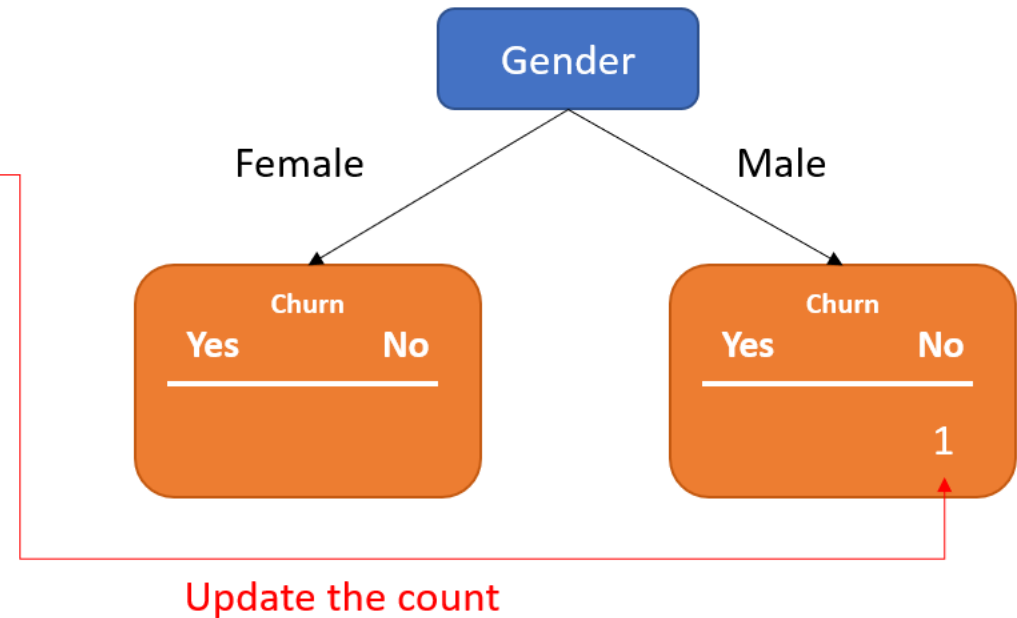 Gender
Female
Male
Churn
Yes No
Churn
Yes No
1
Update the count